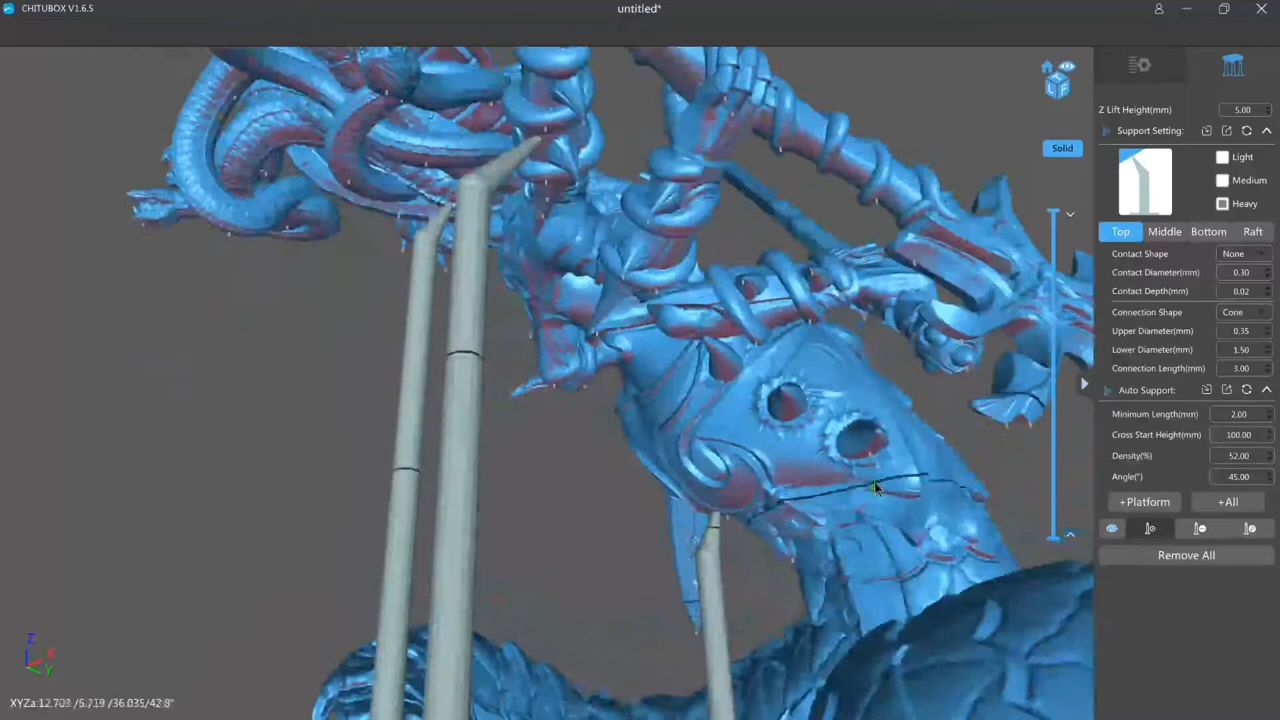 CHITUBOX V1.6.5
untitled*
Z Lift Height(mm) 5.00
Support Setting:
Light
Medium
Heavy
Top Middle Bottom Raft
Contact Shape None
Contact Diameter(mm) 0.30
Contact Depth(mm) 0.02
Connection Shape Cone
Upper Diameter(mm) 0.35
Lower Diameter(mm) 1.50
Connection Length(mm) 3.00
Auto Support:
Minimum Length(mm) 2.00
Cross Start Height(mm) 100.00
Density(%) 52.00
Angle(°) 45.00
+Platform +All
Remove All
Solid
L F
Z
X
Y